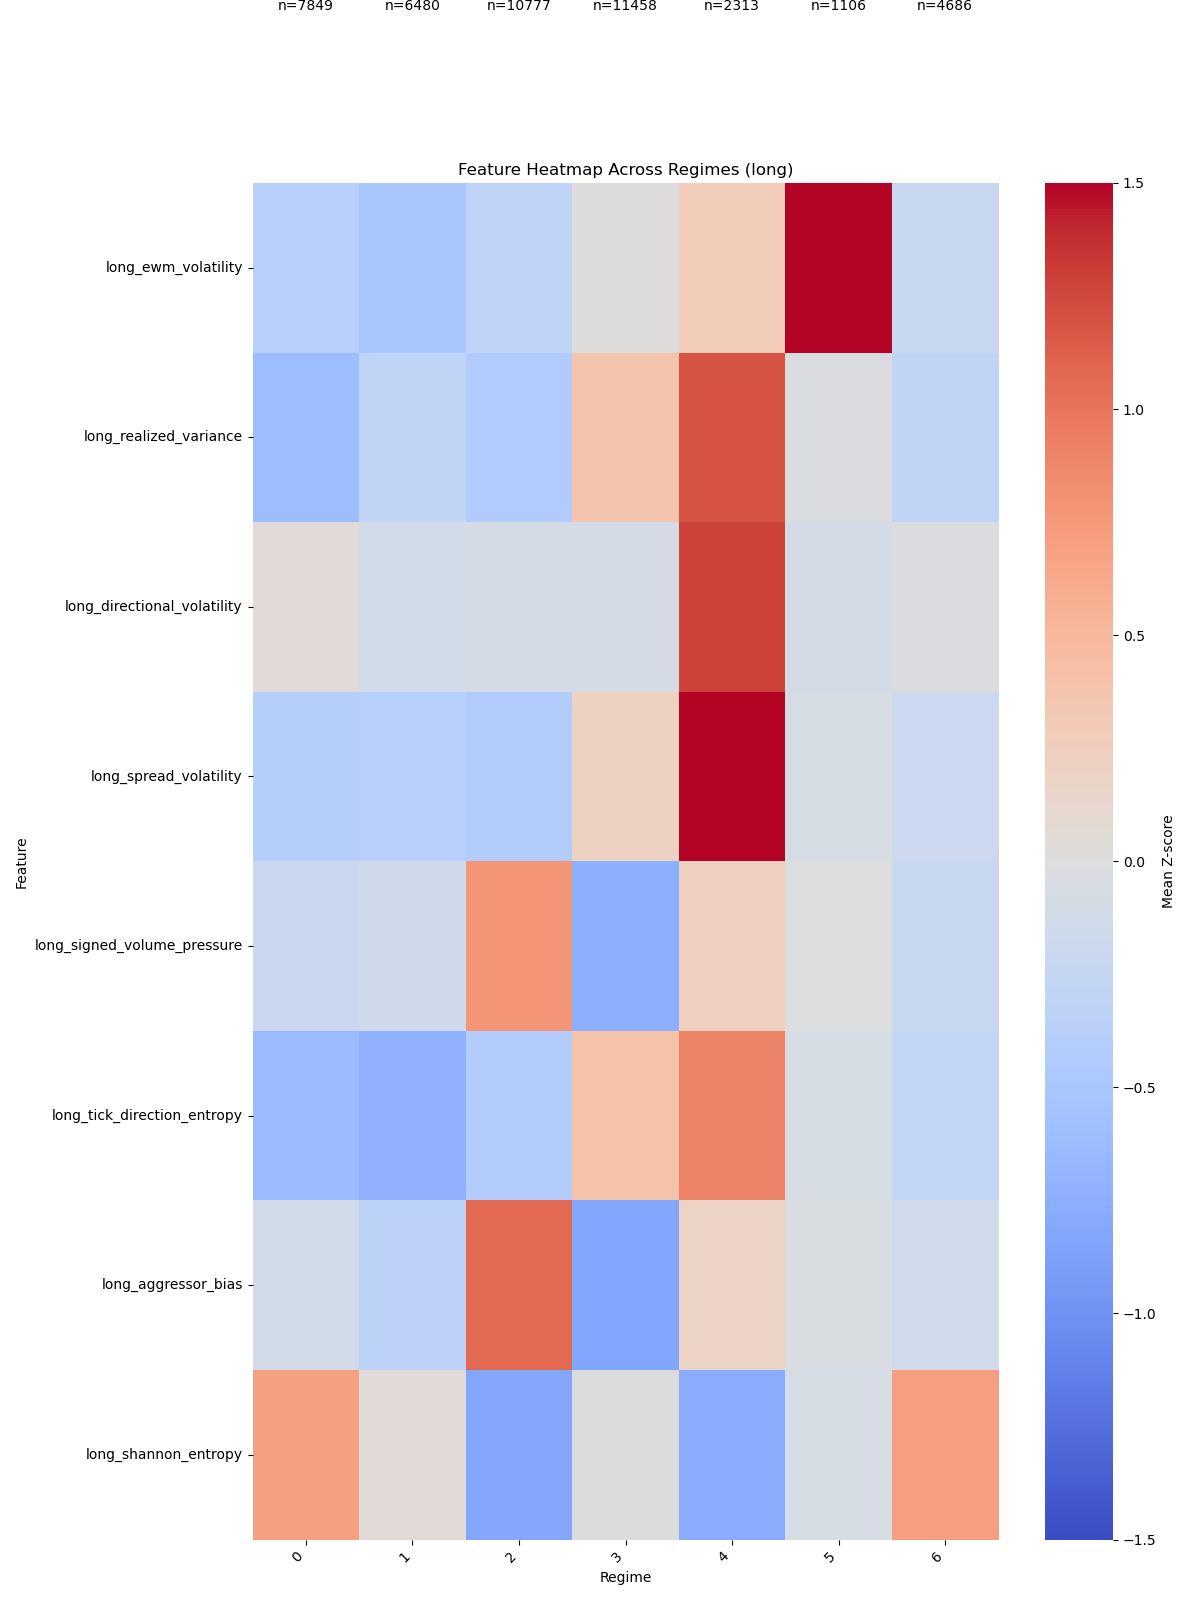 n=7849 n=6480 n=10777 n=11458 n=2313 n=1106 n=4686
Feature Heatmap Across Regimes (long)
long_ewm_volatility
long_realized_variance
long_directional_volatility
long_spread_volatility
long_signed_volume_pressure
long_tick_direction_entropy
long_aggressor_bias
long_shannon_entropy
Feature
0 1 2 3 4 5 6
Regime
1.5
1.0
0.5
0.0
−0.5
−1.0
−1.5
Mean Z-score